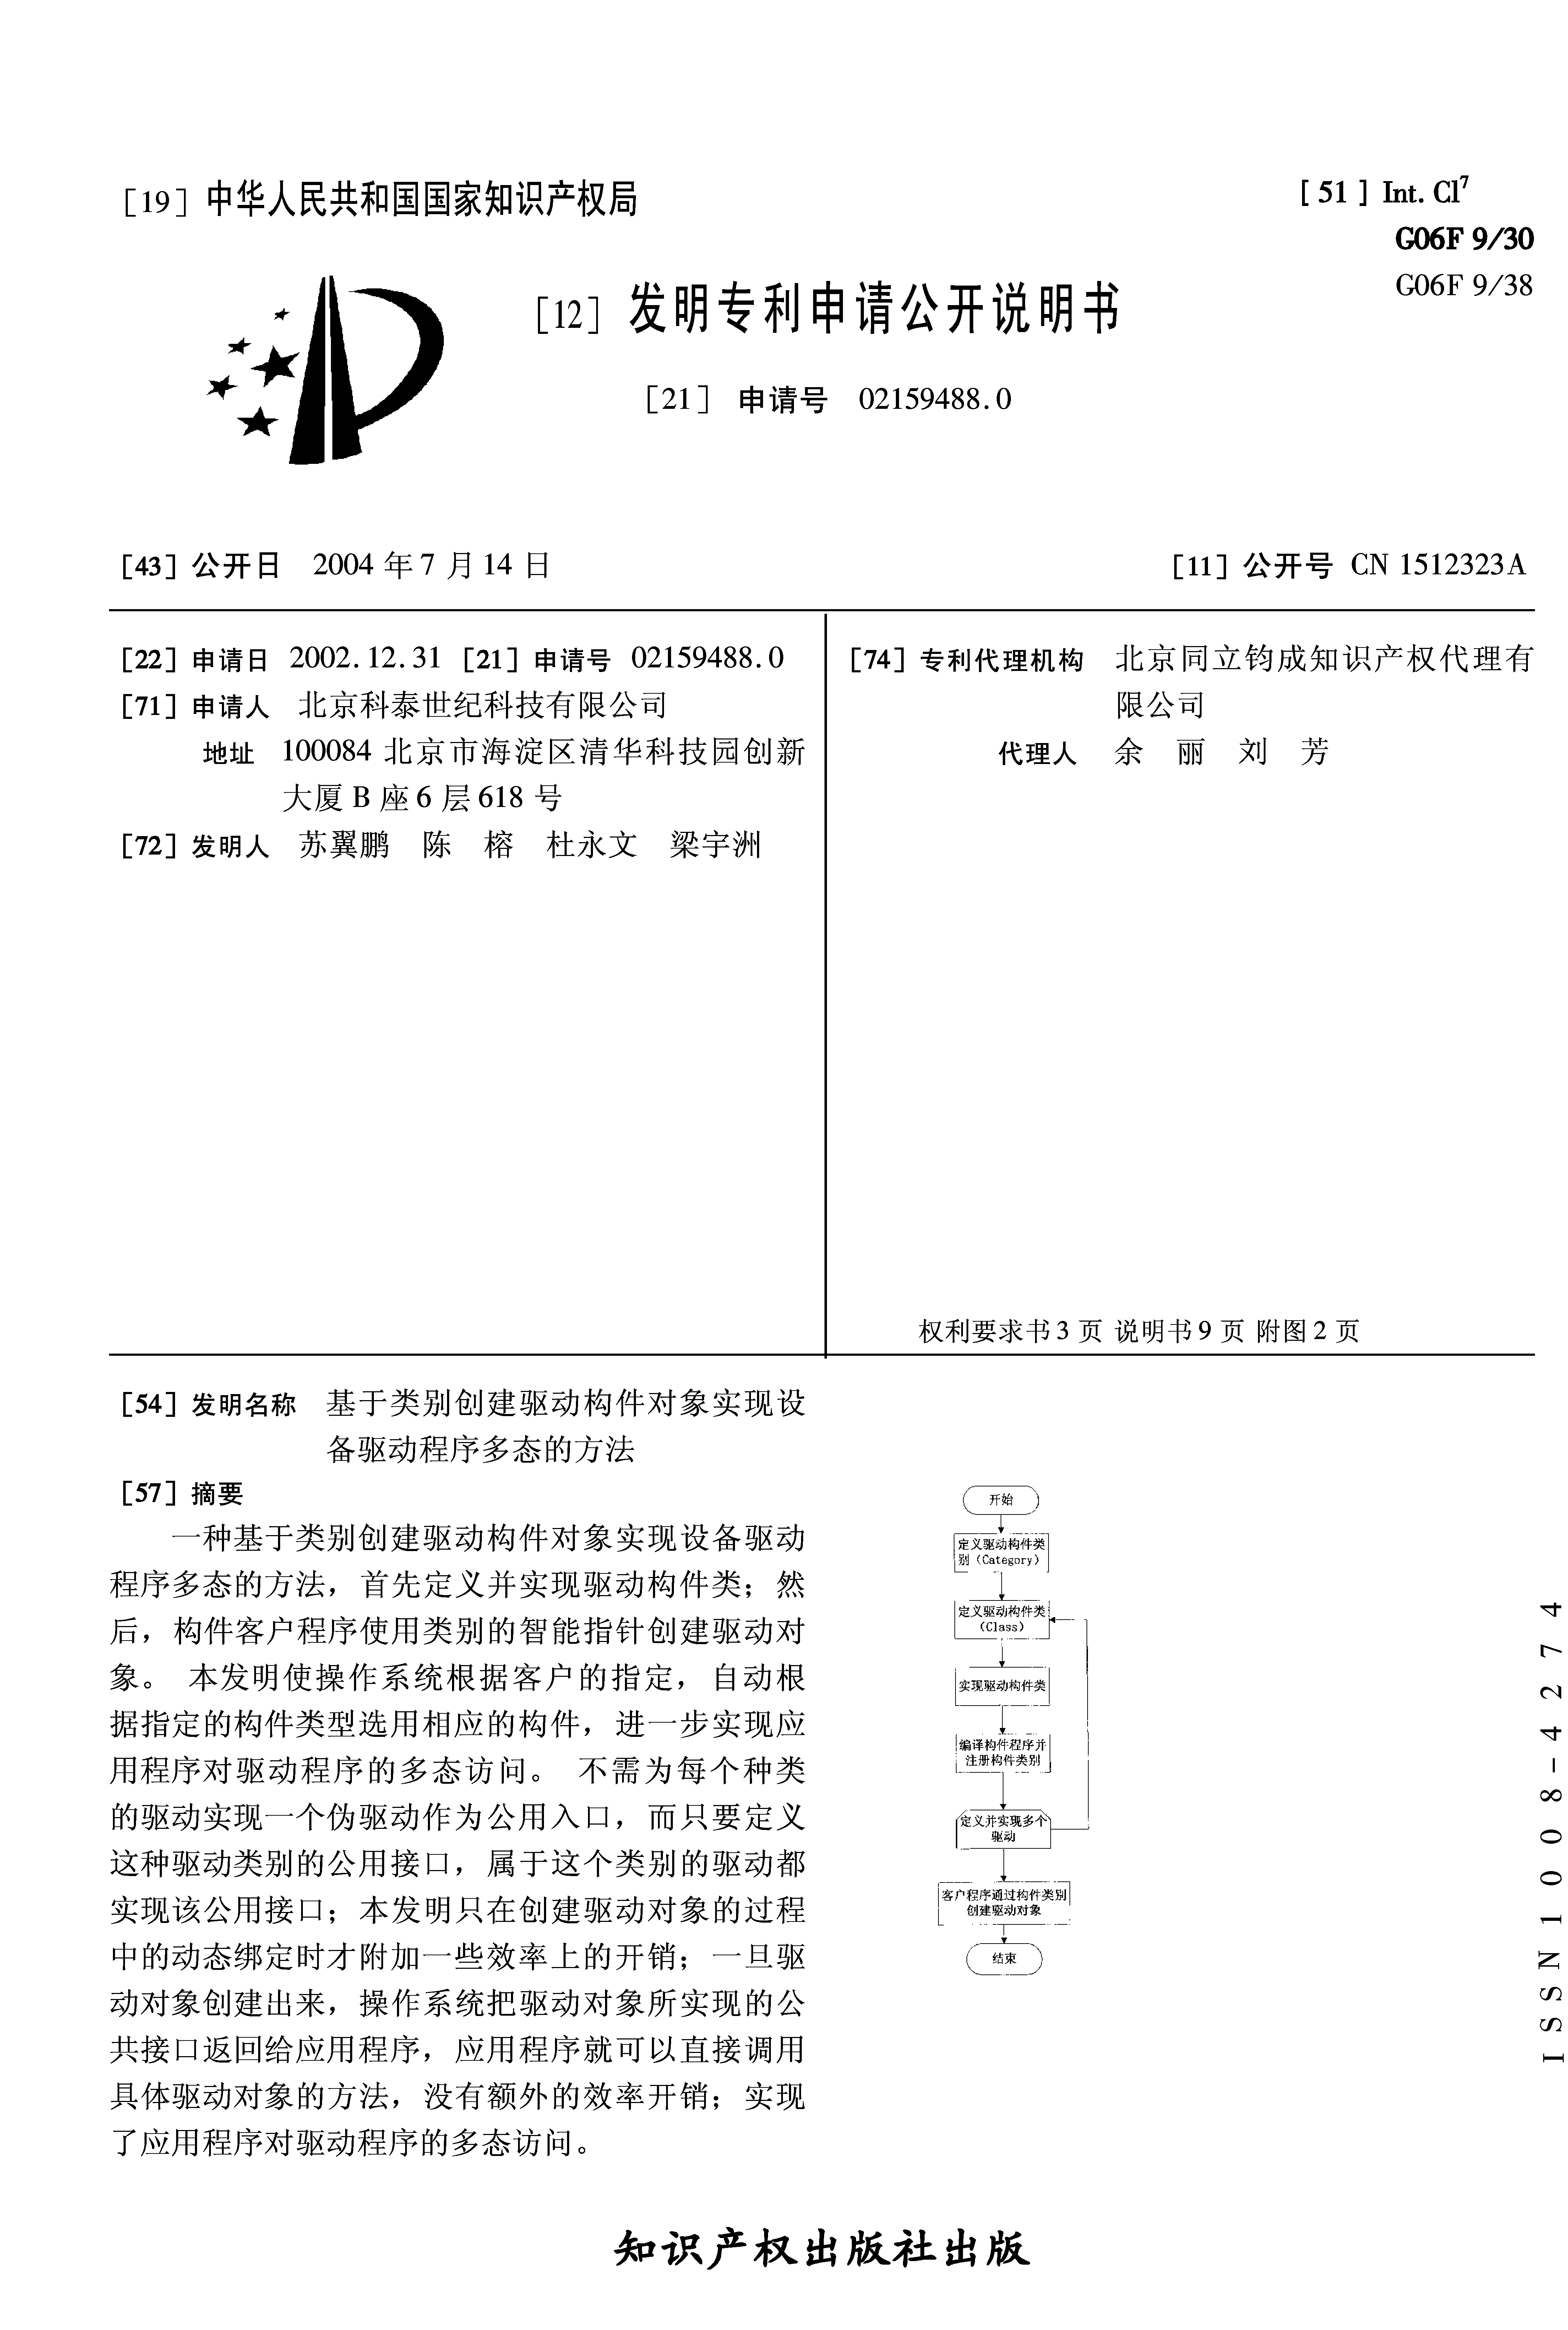 [19] 中华人民共和国国家知识产权局
[51] Int. Cl7
G06F 9/30
G06F 9/38
[12] 发明专利申请公开说明书
[21] 申请号 02159488.0
[43] 公开日 2004 年 7 月 14 日
[11] 公开号 CN 1512323A
[22] 申请日 2002.12.31 [21] 申请号 02159488.0
[71] 申请人 北京科泰世纪科技有限公司
地址 100084 北京市海淀区清华科技园创新
大厦 B 座 6 层 618 号
[72] 发明人 苏翼鹏 陈 榕 杜永文 梁宇洲
[74] 专利代理机构 北京同立钧成知识产权代理有
限公司
代理人 余 丽 刘 芳
权利要求书 3 页 说明书 9 页 附图 2 页
[54] 发明名称 基于类别创建驱动构件对象实现设
备驱动程序多态的方法
[57] 摘要
一种基于类别创建驱动构件对象实现设备驱动
程序多态的方法，首先定义并实现驱动构件类；然
后，构件客户程序使用类别的智能指针创建驱动对
象。 本发明使操作系统根据客户的指定，自动根
据指定的构件类型选用相应的构件，进一步实现应
用程序对驱动程序的多态访问。 不需为每个种类
的驱动实现一个伪驱动作为公用入口，而只要定义
这种驱动类别的公用接口，属于这个类别的驱动都
实现该公用接口；本发明只在创建驱动对象的过程
中的动态绑定时才附加一些效率上的开销；一旦驱
动对象创建出来，操作系统把驱动对象所实现的公
共接口返回给应用程序，应用程序就可以直接调用
具体驱动对象的方法，没有额外的效率开销；实现
了应用程序对驱动程序的多态访问。
开始
定义驱动构件类
别（Category）
定义驱动构件类
（Class）
实现驱动构件类
编译构件程序并
注册构件类别
定义并实现多个
驱动
客户程序通过构件类别
创建驱动对象
结束
ISSN 1008-4274
知识产权出版社出版